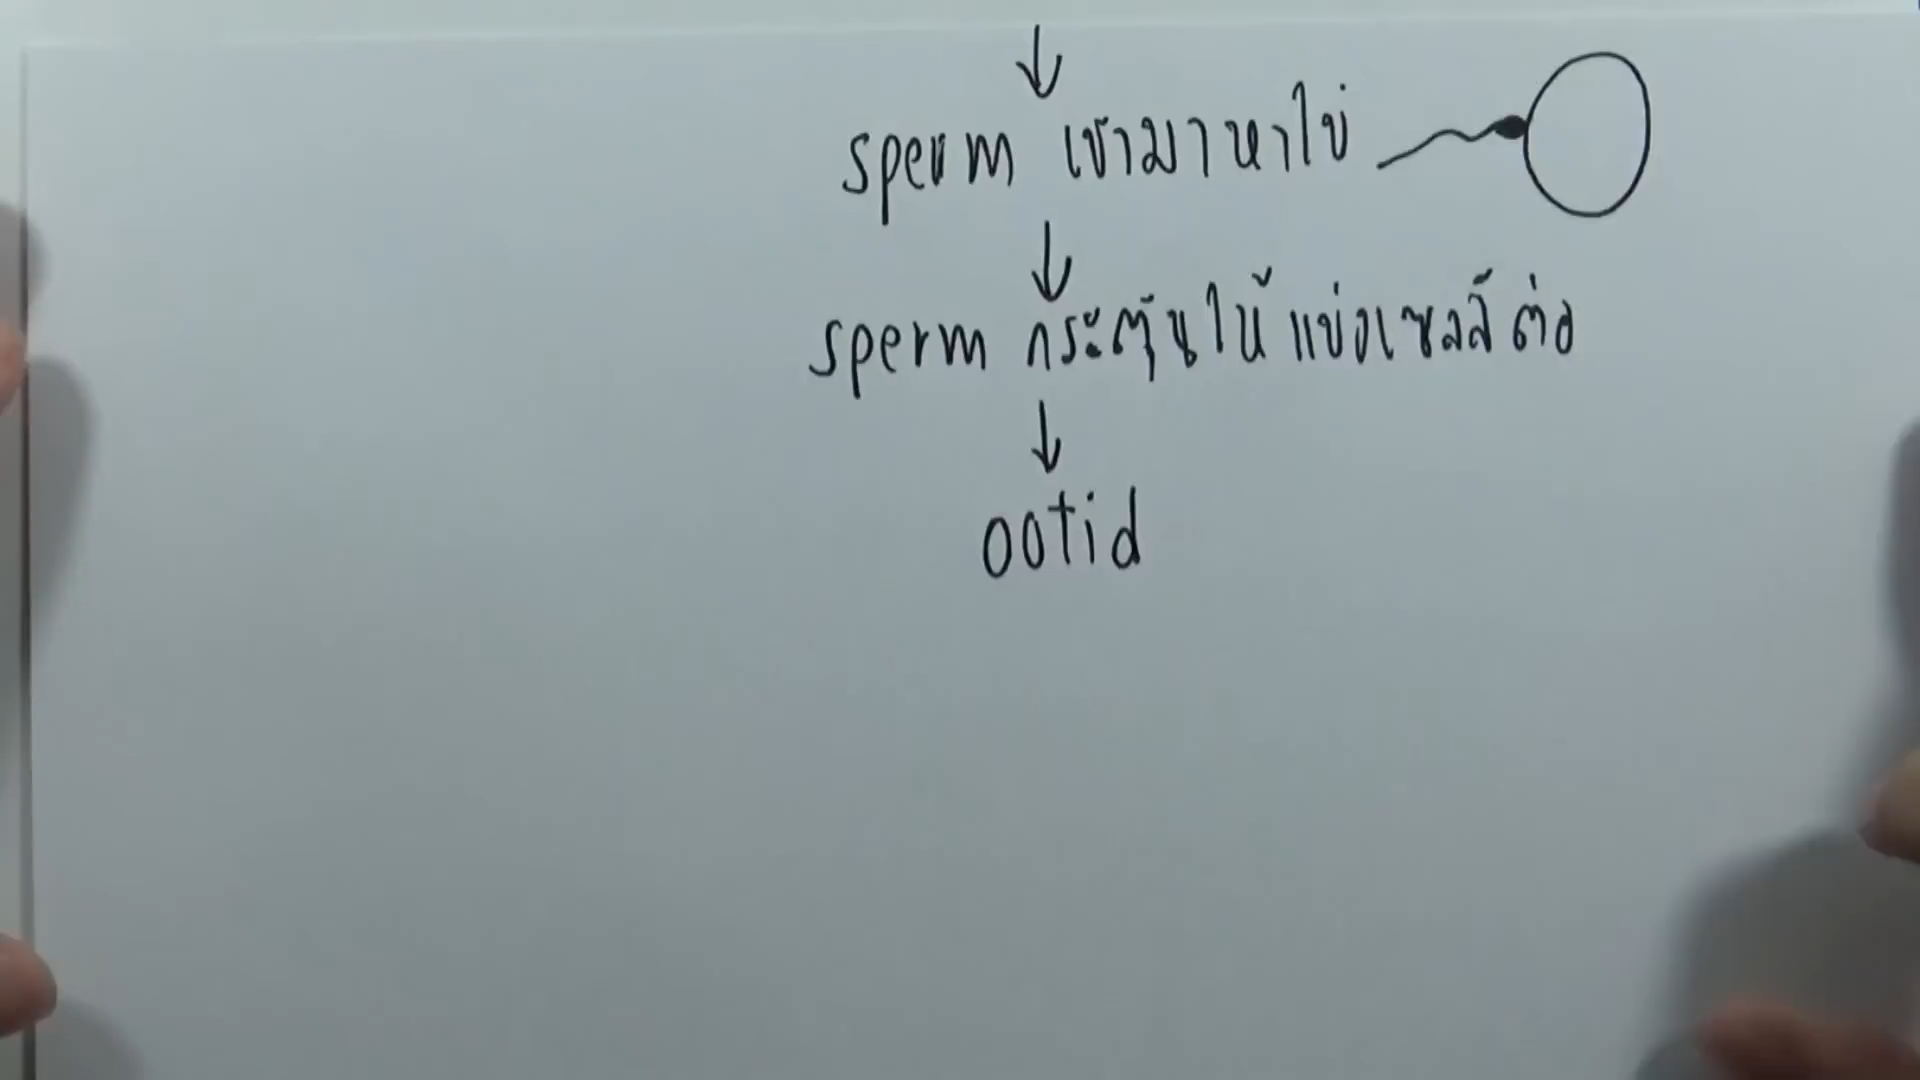 ↓
sperm เข้ามาหาไข่
↓
sperm กระตุ้นให้แบ่งเซลล์ต่อ
↓
ootid